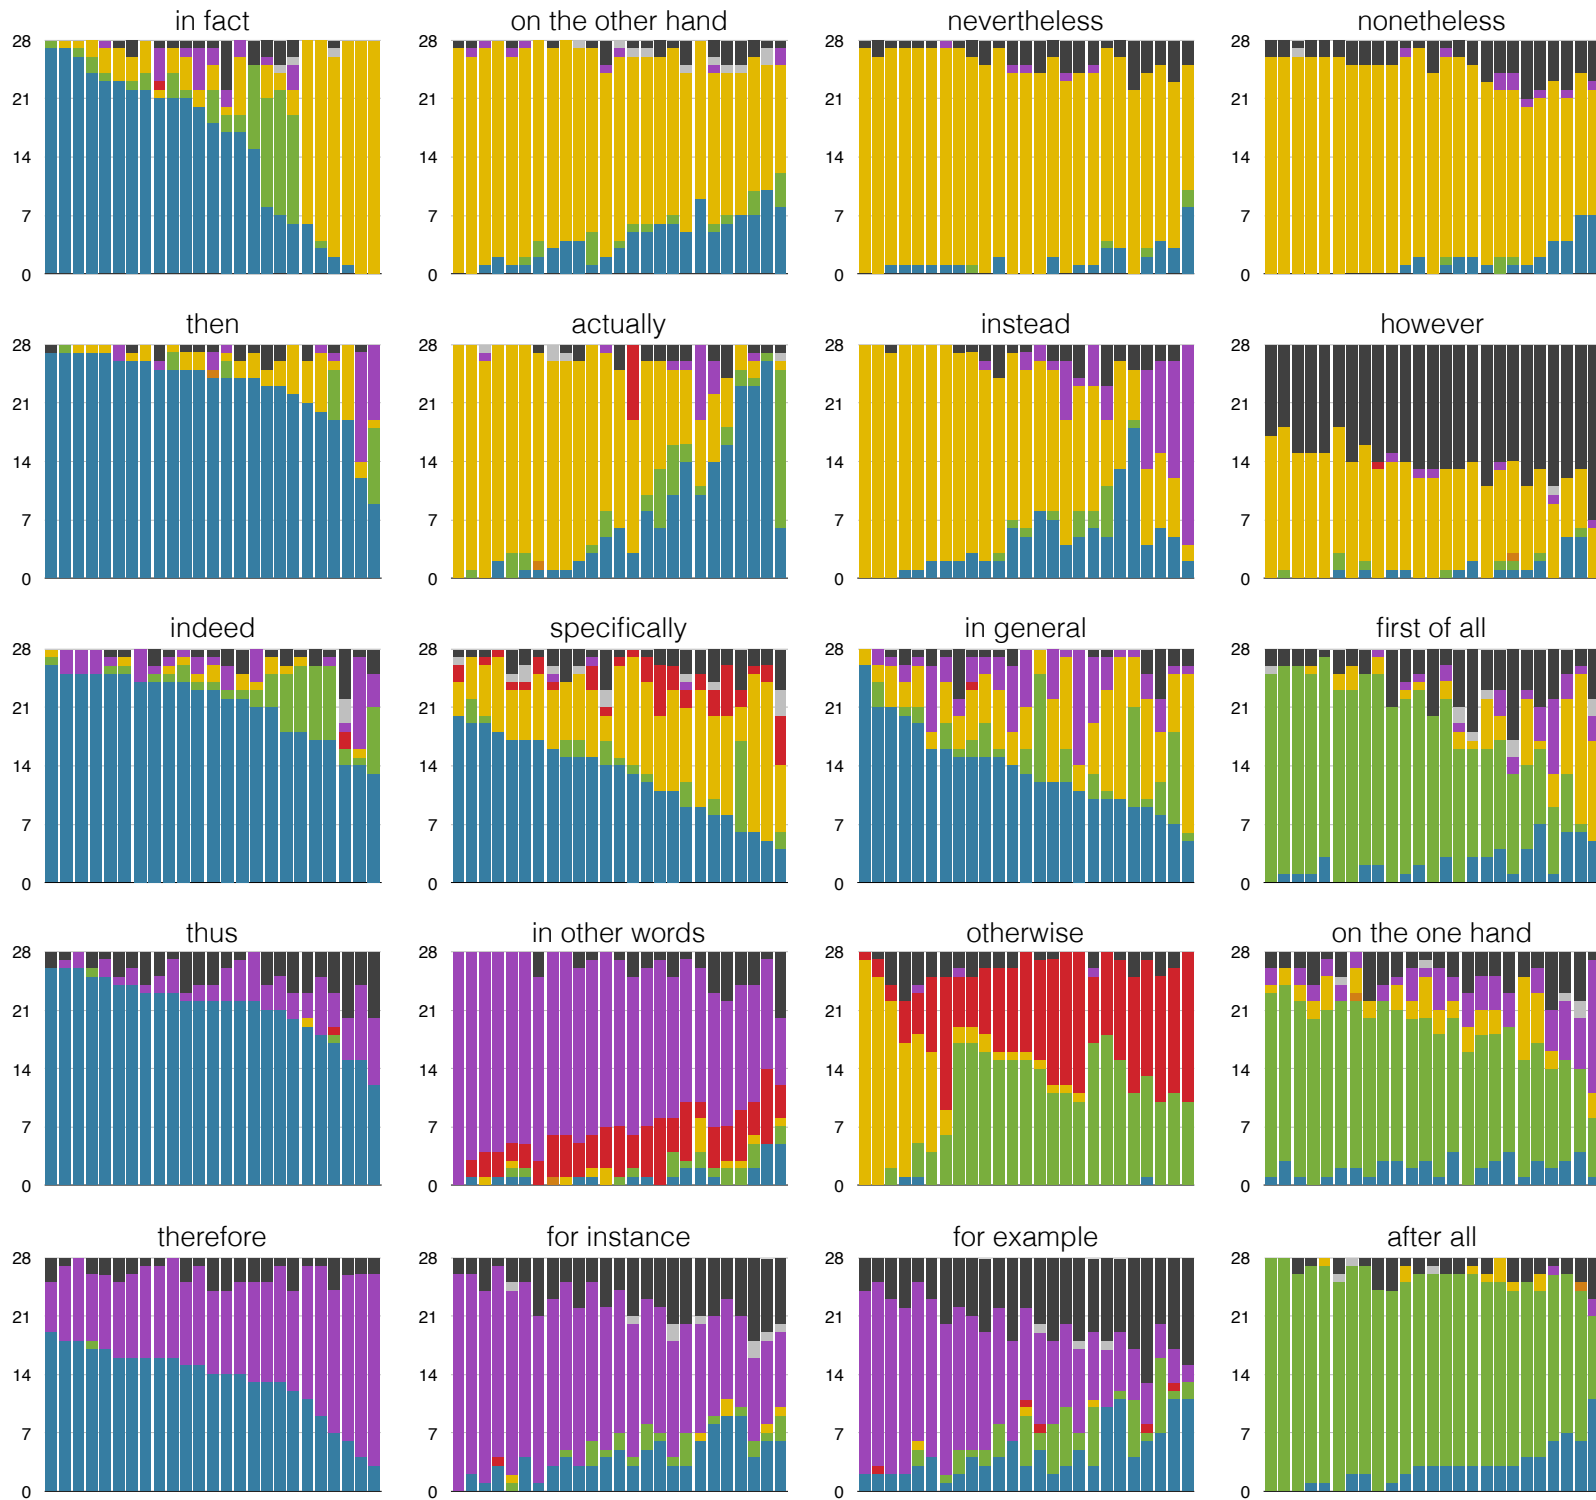 in fact on the other hand nevertheless nonetheless
28 28 28 28
21 21 21 21
14 14 14 14
7 7 7 7
0 0 0 0
then actually instead however
28 28 28 28
21 21 21 21
14 14 14 14
7 7 7 7
0 0 0 0
indeed specifically in general first of all
28 28 28 28
21 21 21 21
14 14 14 14
7 7 7 7
0 0 0 0
thus in other words otherwise on the one hand
28 28 28 28
21 21 21 21
14 14 14 14
7 7 7 7
0 0 0 0
therefore for instance for example after all
28 28 28 28
21 21 21 21
14 14 14 14
7 7 7 7
0 0 0 0